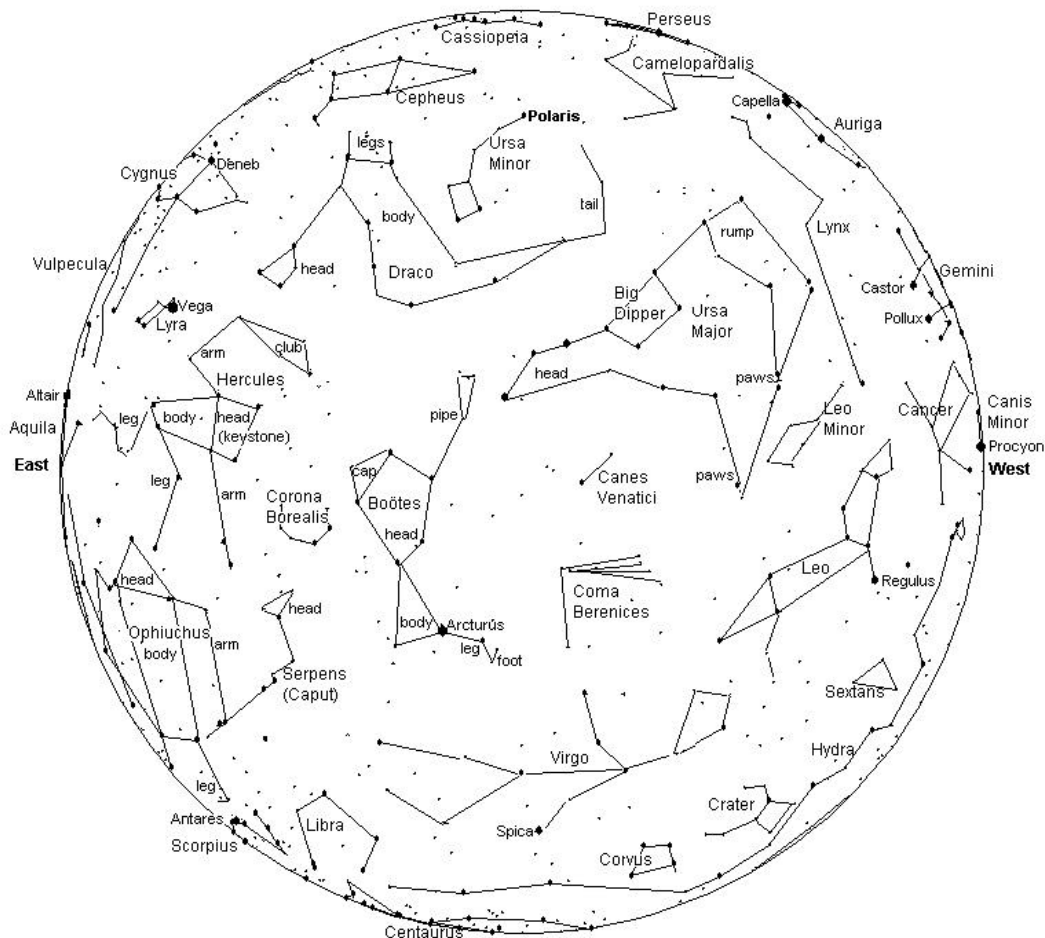 Perseus
Cassiopeia
Camelopardalis
Cepheus
Capella
Polaris
Auriga
legs
Ursa
Minor
Deneb
Cygnus
tail
body
Lynx
rump
Vulpecula
head
Draco
Gemini
Castor
Big
Dipper
Ursa
Major
Vega
Lyra
Pollux
club
arm
head
paws
Hercules
Altair
leg
body
head
(keystone)
pipe
Leo
Minor
Cancer
Canis
Minor
Aquila
Procyon
East
West
cap
leg
arm
Corona
Borealis
Boötes
Canes
Venatici
paws
head
head
Leo
Regulus
Coma
Berenices
head
Ophiuchus
body
arm
body
Arcturus
leg
foot
Serpens
(Caput)
Sextans
Virgo
Hydra
leg
Crater
Antares
Scorpius
Libra
Spica
Corvus
Centaurus